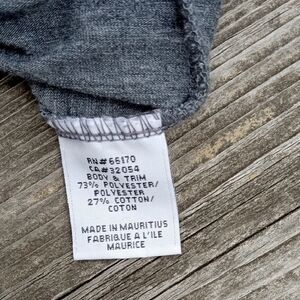 RN# 66170
CA# 32054
BODY & TRIM
73% POLYESTER/
POLYESTER
27% COTTON/
COTON
MADE IN MAURITIUS
FABRIQUE A L'ILE
MAURICE